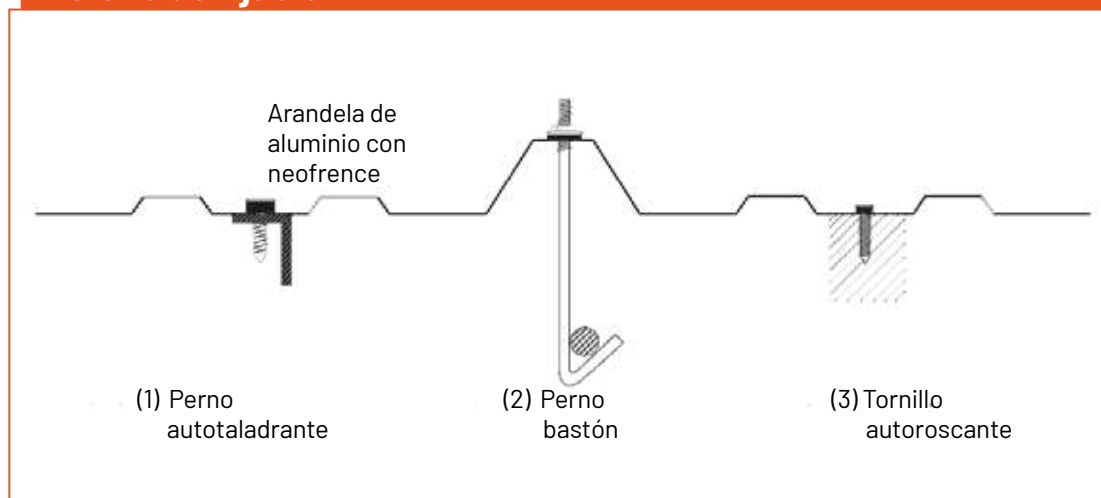 Arandela de
aluminio con
neofrence
(1) Perno
autotaladrante
(2) Perno
bastón
(3) Tornillo
autoroscante